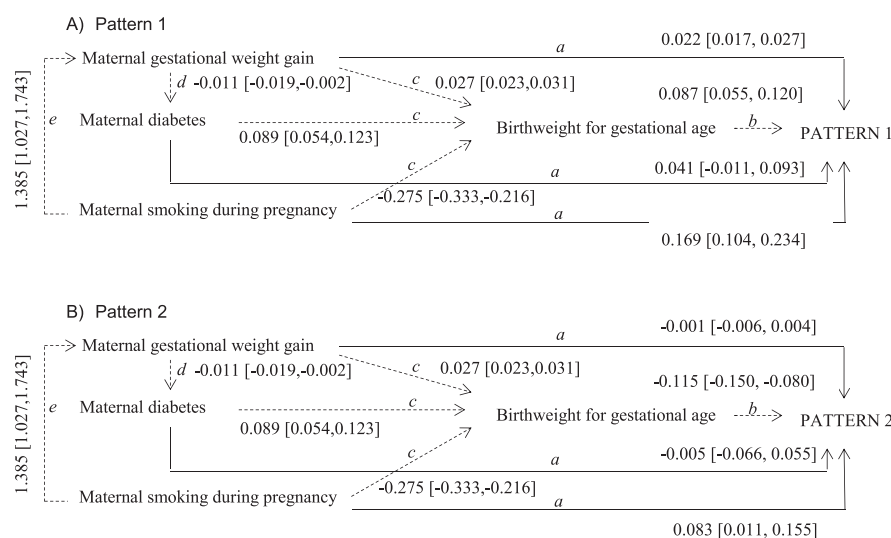 A) Pattern 1
Maternal gestational weight gain
a
0.022 [0.017, 0.027]
d -0.011 [-0.019,-0.002]
c
0.027 [0.023,0.031]
0.087 [0.055, 0.120]
1.385 [1.027,1.743]
e
Maternal diabetes
c
Birthweight for gestational age
b
PATTERN 1
0.089 [0.054,0.123]
c
a
0.041 [-0.011, 0.093]
Maternal smoking during pregnancy
-0.275 [-0.333,-0.216]
a
0.169 [0.104, 0.234]
B) Pattern 2
Maternal gestational weight gain
a
-0.001 [-0.006, 0.004]
d -0.011 [-0.019,-0.002]
c
0.027 [0.023,0.031]
-0.115 [-0.150, -0.080]
1.385 [1.027,1.743]
e
Maternal diabetes
c
Birthweight for gestational age
b
PATTERN 2
0.089 [0.054,0.123]
c
a
-0.005 [-0.066, 0.055]
Maternal smoking during pregnancy
-0.275 [-0.333,-0.216]
a
0.083 [0.011, 0.155]